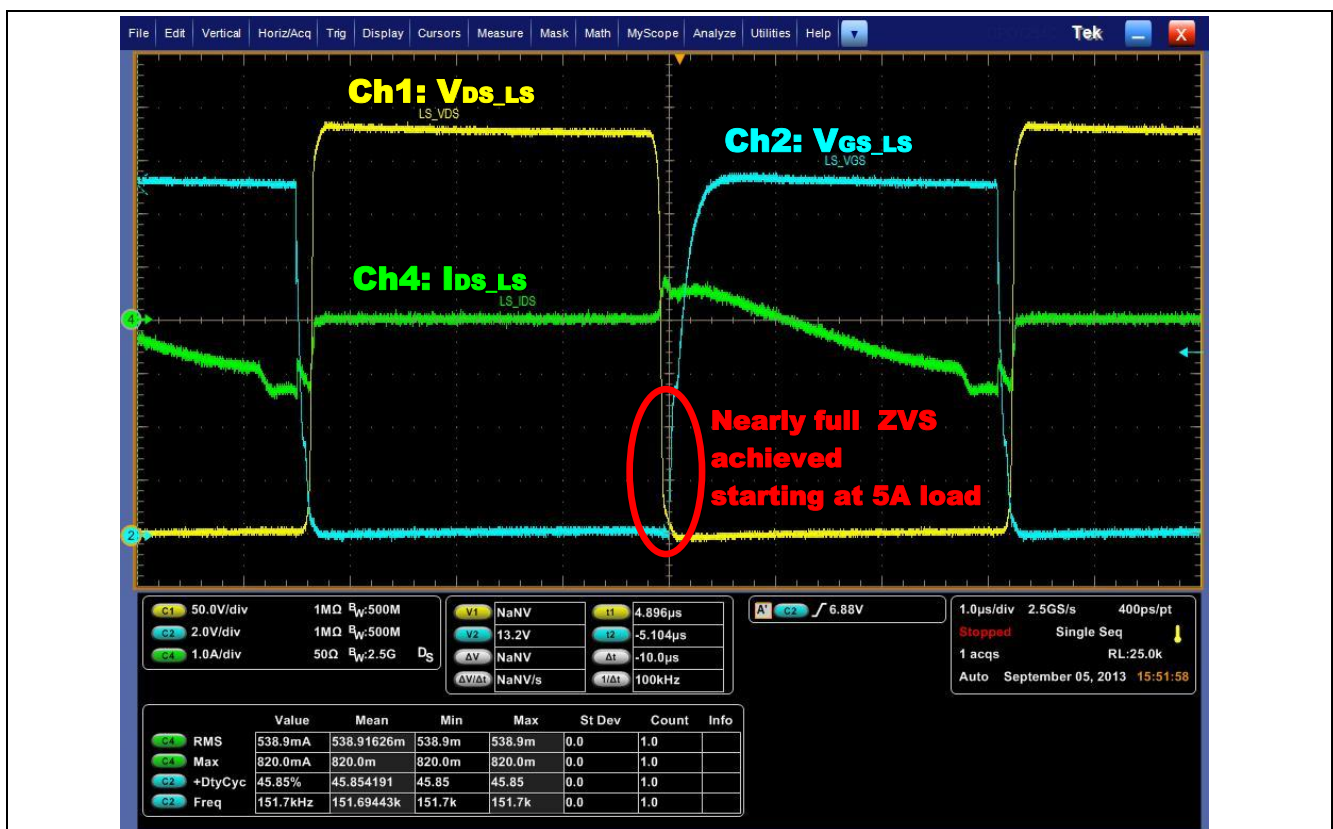 File Edit Vertical Horiz/Acq Trig Display Cursors Measure Mask Math MyScope Analyze Utilities Help Tek X
Ch1: VDS_LS
LS_VDS
Ch2: VGS_LS
LS_VGS
Ch4: IDS_LS
LS_IDS
4
Nearly full ZVS
achieved
starting at 5A load
2
C1 50.0V/div 1MΩ BW:500M
C2 2.0V/div 1MΩ BW:500M
C4 1.0A/div 50Ω BW:2.5G DS
V1 NaNV t1 4.896µs
V2 13.2V t2 -5.104µs
ΔV NaNV Δt -10.0µs
ΔV/Δt NaNV/s 1/Δt 100kHz
A' C2 6.88V
1.0µs/div 2.5GS/s 400ps/pt
Stopped Single Seq
1 acqs RL:25.0k
Auto September 05, 2013 15:51:58
Value Mean Min Max St Dev Count Info
C4 RMS 538.9mA 538.91626m 538.9m 538.9m 0.0 1.0
C4 Max 820.0mA 820.0m 820.0m 820.0m 0.0 1.0
C2 +DtyCyc 45.85% 45.854191 45.85 45.85 0.0 1.0
C2 Freq 151.7kHz 151.69443k 151.7k 151.7k 0.0 1.0